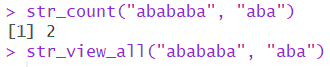 > str_count("abababa", "aba")
[1] 2
> str_view_all("abababa", "aba")